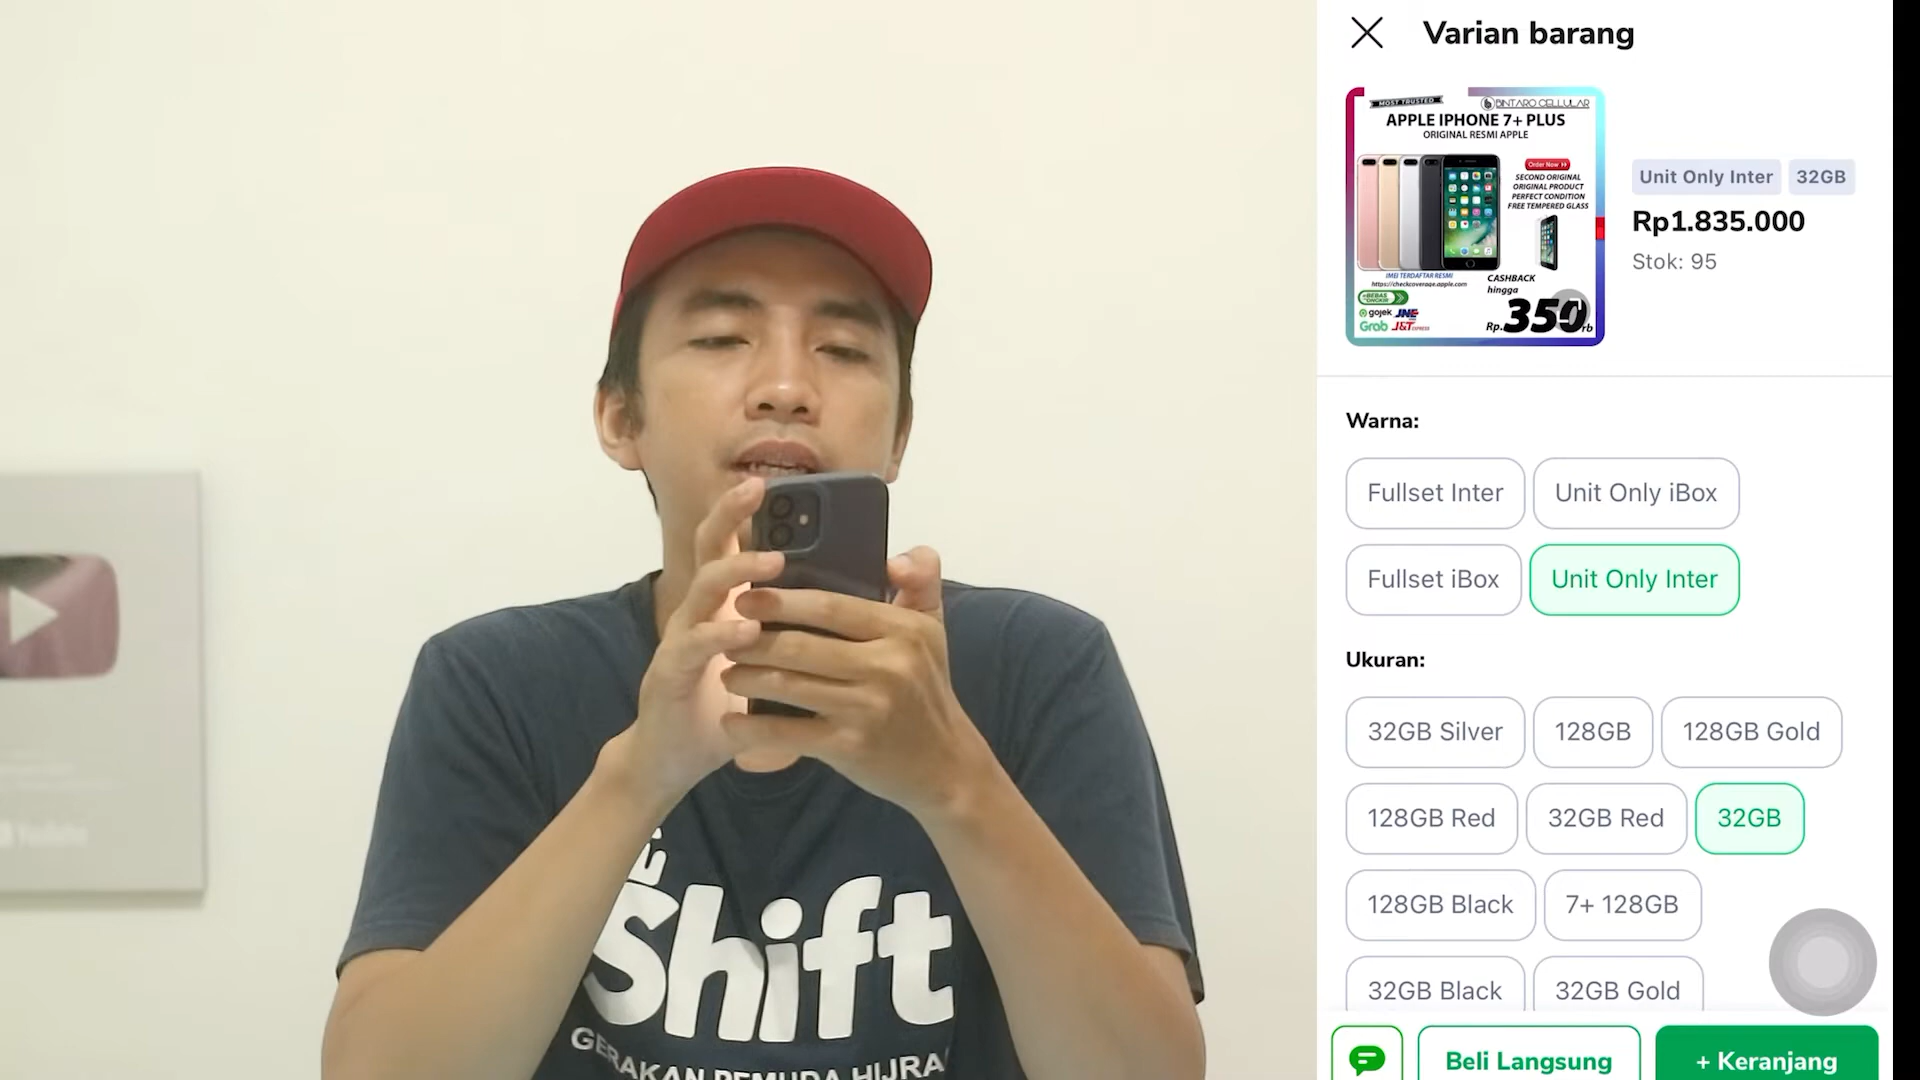 Shift
GERAKAN PEMUDA HIJRA
Varian barang
MOST TRUSTED
BINTARO CELLULAR
APPLE IPHONE 7+ PLUS
ORIGINAL RESMI APPLE
Order Now
SECOND ORIGINAL
ORIGINAL PRODUCT
PERFECT CONDITION
FREE TEMPERED GLASS
IMEI TERDAFTAR RESMI
https://checkcoverage.apple.com
CASHBACK
hingga
Rp.350rb
BEBAS
gojek JNE
Grab J&T EXPRESS
Unit Only Inter 32GB
Rp1.835.000
Stok: 95
Warna:
Fullset Inter Unit Only iBox
Fullset iBox Unit Only Inter
Ukuran:
32GB Silver 128GB 128GB Gold
128GB Red 32GB Red 32GB
128GB Black 7+ 128GB
32GB Black 32GB Gold
Beli Langsung + Keranjang